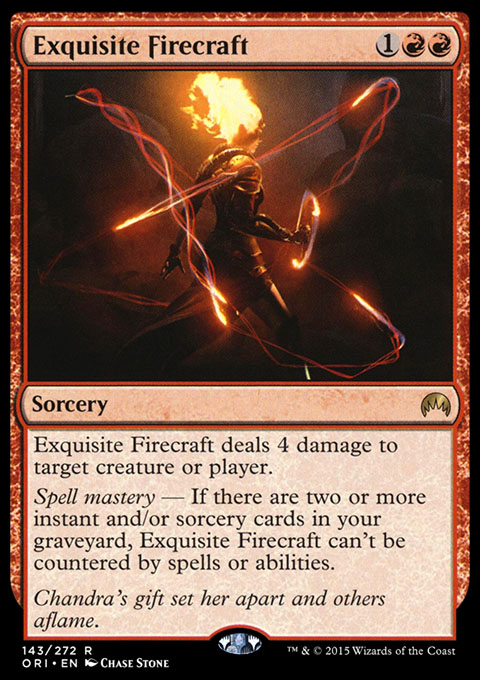 Exquisite Firecraft 1
Sorcery
Exquisite Firecraft deals 4 damage to
target creature or player.
Spell mastery — If there are two or more
instant and/or sorcery cards in your
graveyard, Exquisite Firecraft can't be
countered by spells or abilities.
Chandra's gift set her apart and others
aflame.
143/272 R
ORI • EN Chase Stone
™ & © 2015 Wizards of the Coast